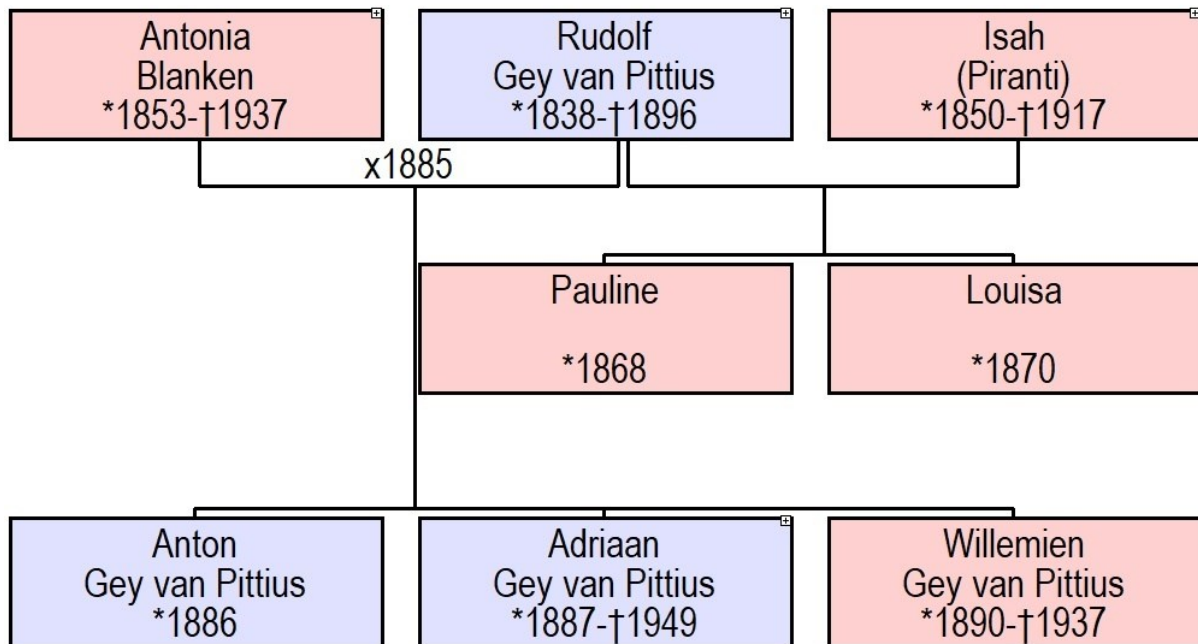 Antonia
Blanken
*1853-†1937
Rudolf
Gey van Pittius
*1838-†1896
Isah
(Piranti)
*1850-†1917
x1885
Pauline
*1868
Louisa
*1870
Anton
Gey van Pittius
*1886
Adriaan
Gey van Pittius
*1887-†1949
Willemien
Gey van Pittius
*1890-†1937